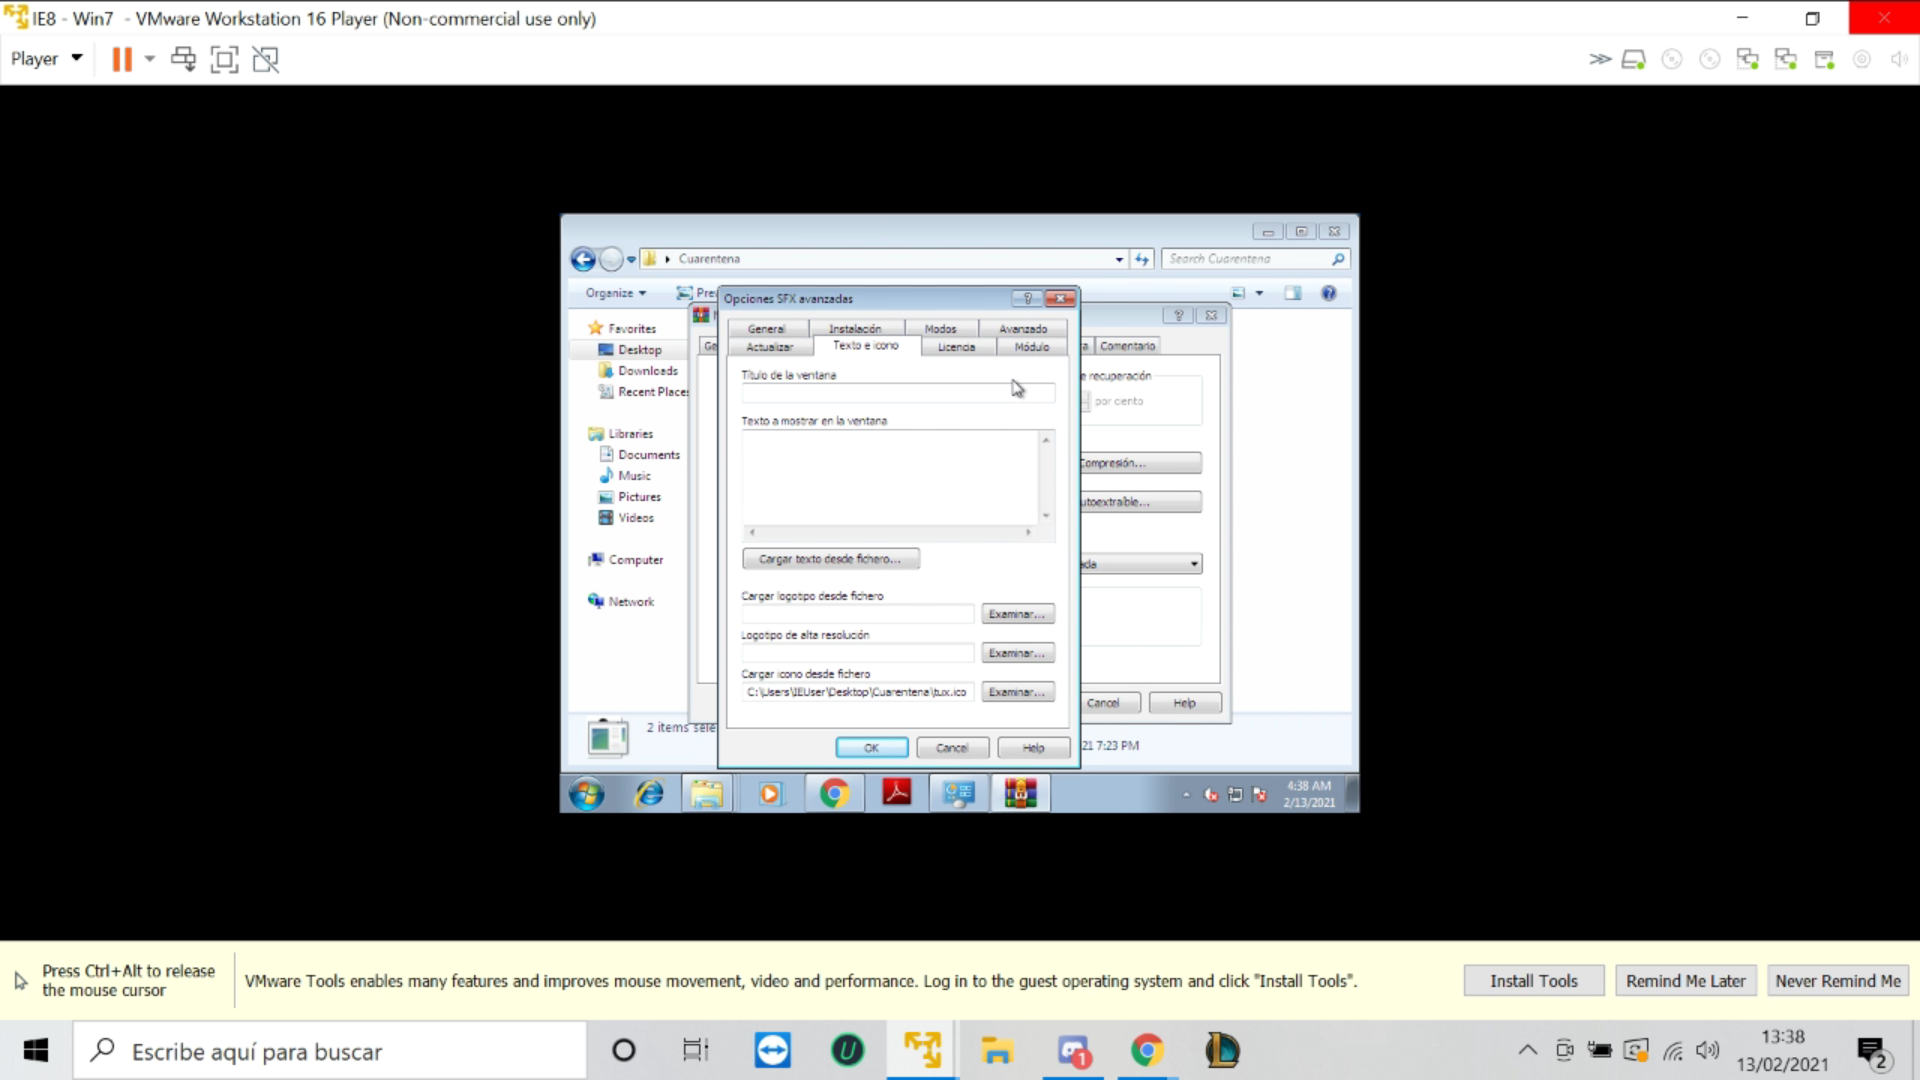 IE8 - Win7 - VMware Workstation 16 Player (Non-commercial use only)
Player
Cuarentena
Search Cuarentena
Organize
Opciones SFX avanzadas
General
Instalación
Modos
Avanzado
Actualizar
Texto e icono
Licencia
Módulo
Comentario
Favorites
Desktop
Downloads
Recent Places
Libraries
Documents
Music
Pictures
Videos
Computer
Network
Título de la ventana
Texto a mostrar en la ventana
Cargar texto desde fichero...
Cargar logotipo desde fichero
Examinar...
Logotipo de alta resolución
Examinar...
Cargar icono desde fichero
C:\Users\IEUser\Desktop\Cuarentena\tux.ico
Examinar...
OK
Cancel
Help
e recuperación
por ciento
Compresión...
utoextraíble...
ada
Cancel
Help
2 items sele
21 7:23 PM
4:38 AM
2/13/2021
Press Ctrl+Alt to release
the mouse cursor
VMware Tools enables many features and improves mouse movement, video and performance. Log in to the guest operating system and click "Install Tools".
Install Tools
Remind Me Later
Never Remind Me
Escribe aquí para buscar
1
13:38
13/02/2021
2